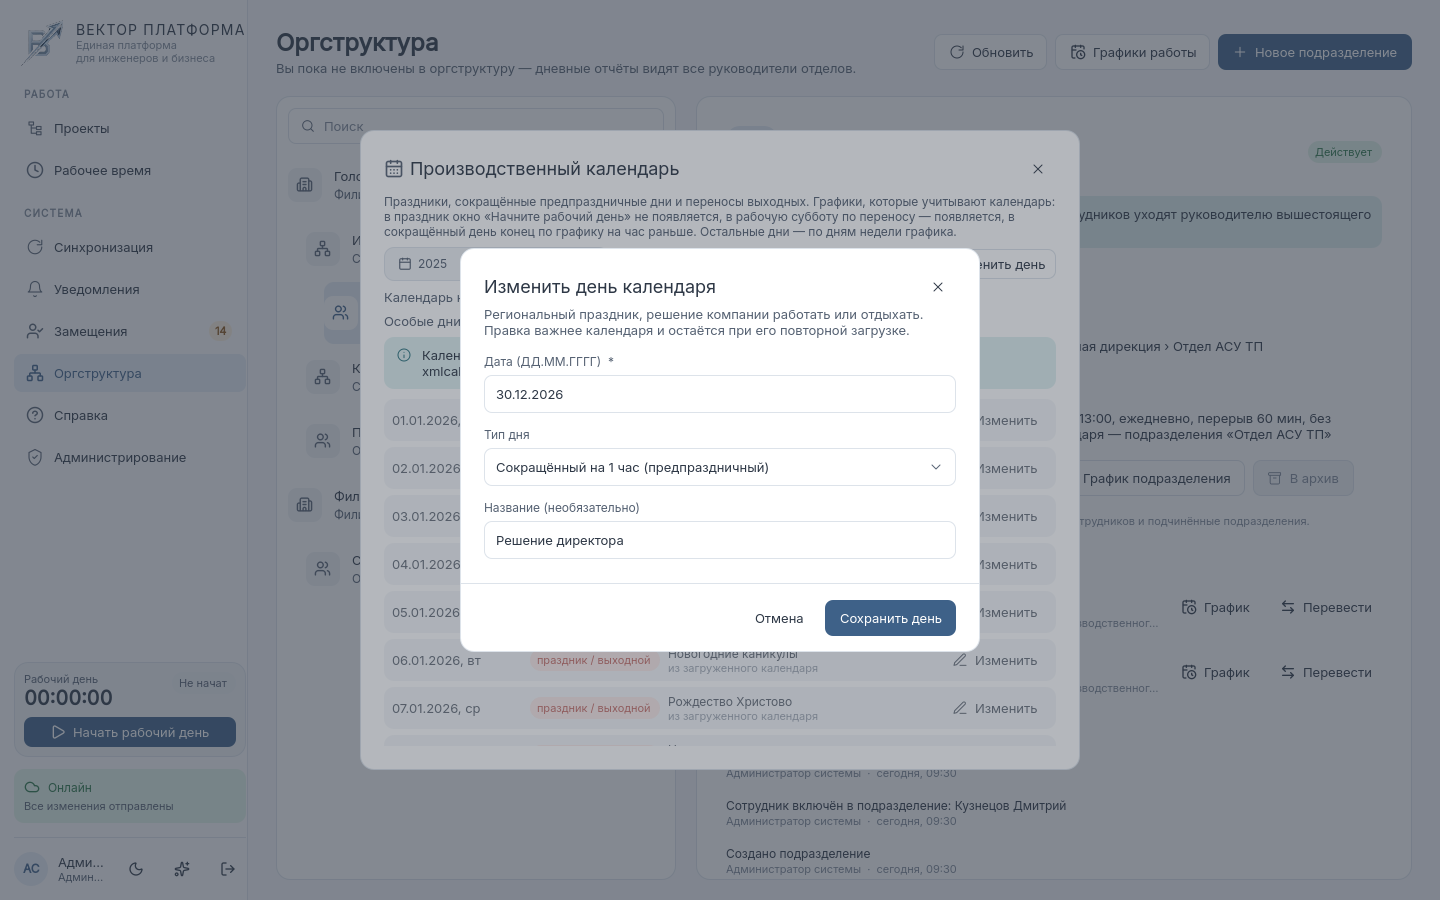 ВЕКТОР ПЛАТФОРМА
Единая платформа
для инженеров и бизнеса
РАБОТА
Проекты
Рабочее время
СИСТЕМА
Синхронизация
Уведомления
Замещения
14
Оргструктура
Справка
Администрирование
Рабочий день
Не начат
00:00:00
Начать рабочий день
Онлайн
Все изменения отправлены
АС
Адми...
Админ...
Оргструктура
Вы пока не включены в оргструктуру — дневные отчёты видят все руководители отделов.
Обновить
Графики работы
Новое подразделение
Поиск
Действует
Производственный календарь
Праздники, сокращённые предпраздничные дни и переносы выходных. Графики, которые учитывают календарь:
в праздник окно «Начните рабочий день» не появляется, в рабочую субботу по переносу — появляется, в
сокращённый день конец по графику на час раньше. Остальные дни — по дням недели графика.
2025
день
Календарь
Особые дни
01.01.2026,
Изменить
02.01.2026
Изменить
03.01.2026
Изменить
04.01.2026
Изменить
05.01.2026
Изменить
06.01.2026, вт
праздник / выходной
Новогодние каникулы
из загруженного календаря
Изменить
07.01.2026, ср
праздник / выходной
Рождество Христово
из загруженного календаря
Изменить
Изменить день календаря
Региональный праздник, решение компании работать или отдыхать.
Правка важнее календаря и остаётся при его повторной загрузке.
Дата (ДД.ММ.ГГГГ) *
30.12.2026
Тип дня
Сокращённый на 1 час (предпраздничный)
Название (необязательно)
Решение директора
Отмена
Сохранить день
уходят руководителю вышестоящего
дирекция › Отдел АСУ ТП
13:00, ежедневно, перерыв 60 мин, без
— подразделения «Отдел АСУ ТП»
График подразделения
В архив
и подчинённые подразделения.
График
Перевести
График
Перевести
Администратор системы · сегодня, 09:30
Сотрудник включён в подразделение: Кузнецов Дмитрий
Администратор системы · сегодня, 09:30
Создано подразделение
Администратор системы · сегодня, 09:30